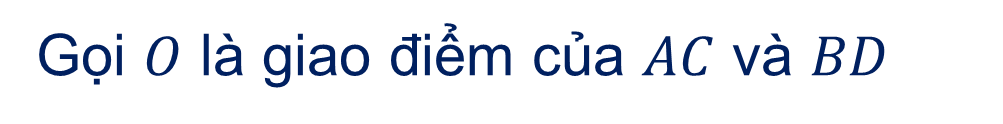 Gọi O là giao điểm của AC và BD